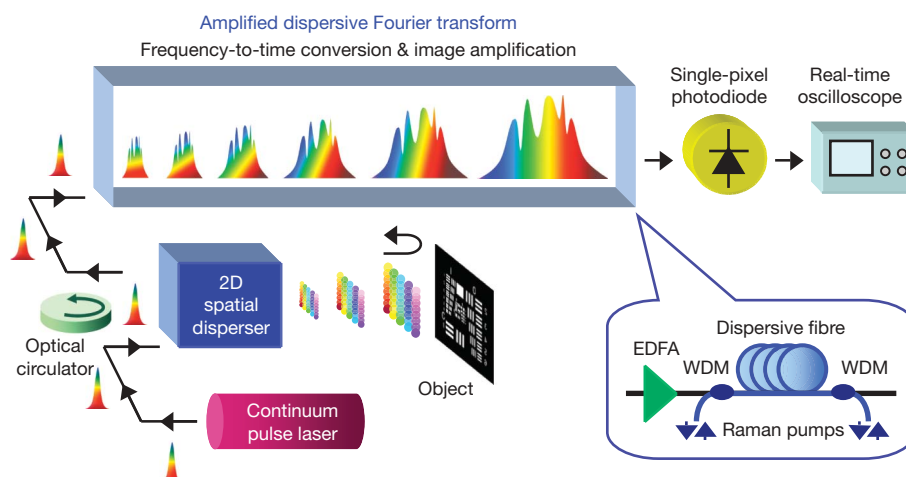 Amplified dispersive Fourier transform
Frequency-to-time conversion & image amplification
Single-pixel
photodiode
Real-time
oscilloscope
2D
spatial
disperser
Optical
circulator
Object
Continuum
pulse laser
Dispersive fibre
EDFA
WDM
WDM
Raman pumps